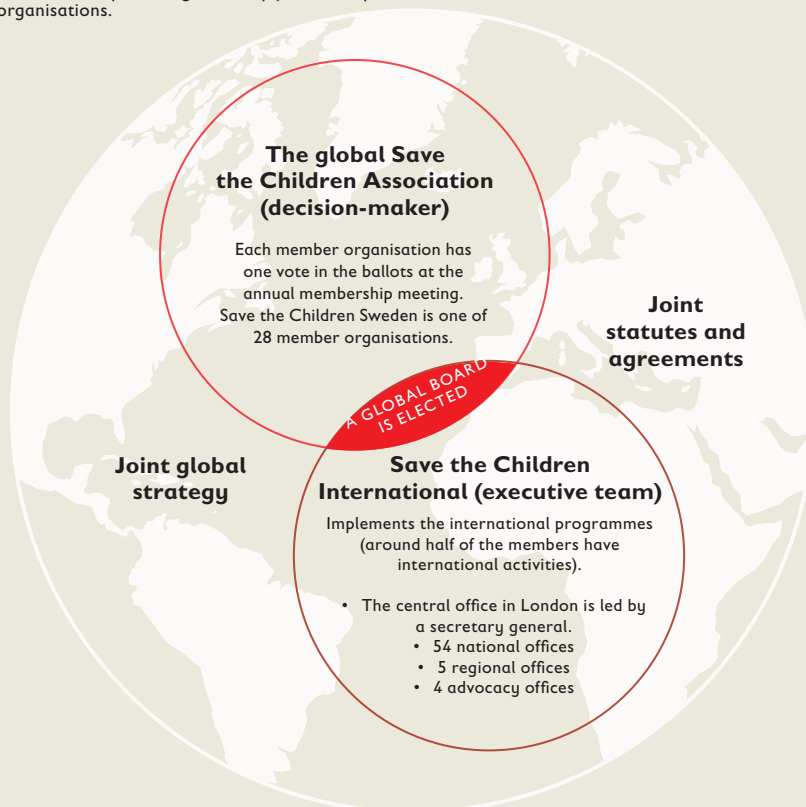 organisations.
The global Save
the Children Association
(decision-maker)
Each member organisation has
one vote in the ballots at the
annual membership meeting.
Save the Children Sweden is one of
28 member organisations.
Joint
statutes and
agreements
A GLOBAL BOARD
IS ELECTED
Joint global
strategy
Save the Children
International (executive team)
Implements the international programmes
(around half of the members have
international activities).
• The central office in London is led by
a secretary general.
• 54 national offices
• 5 regional offices
• 4 advocacy offices